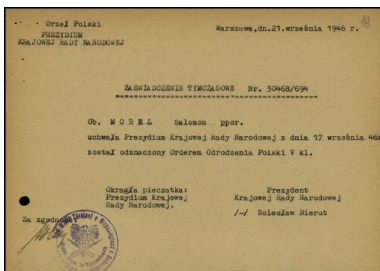 Orzeł Polski
Warszawa,dn.21.września 1946 r.
PREZYDIUM
KRAJOWEJ RADY NARODOWEJ
ZAŚWIADCZENIE TYMCZASOWE Nr. 30468/694
Ob. M O R E L Salomon ppor.
uchwałą Prezydium Krajowej Rady Narodowej z dnia 17 września 46
został odznaczony Orderem Odrodzenia Polski V kl.
Okrągła pieczątka:
Prezydium Krajowej
Rady Narodowej.
Prezydent
Krajowej Rady Narodowej
/-/ Bolesław Bierut
Za zgodność: